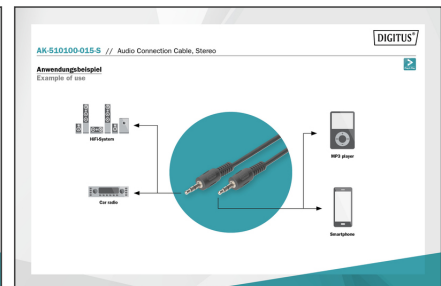 DIGITUS®
AK-510100-015-S // Audio Connection Cable, Stereo
Anwendungsbeispiel
Example of use
HiFi-System
MP3 player
Car radio
Smartphone